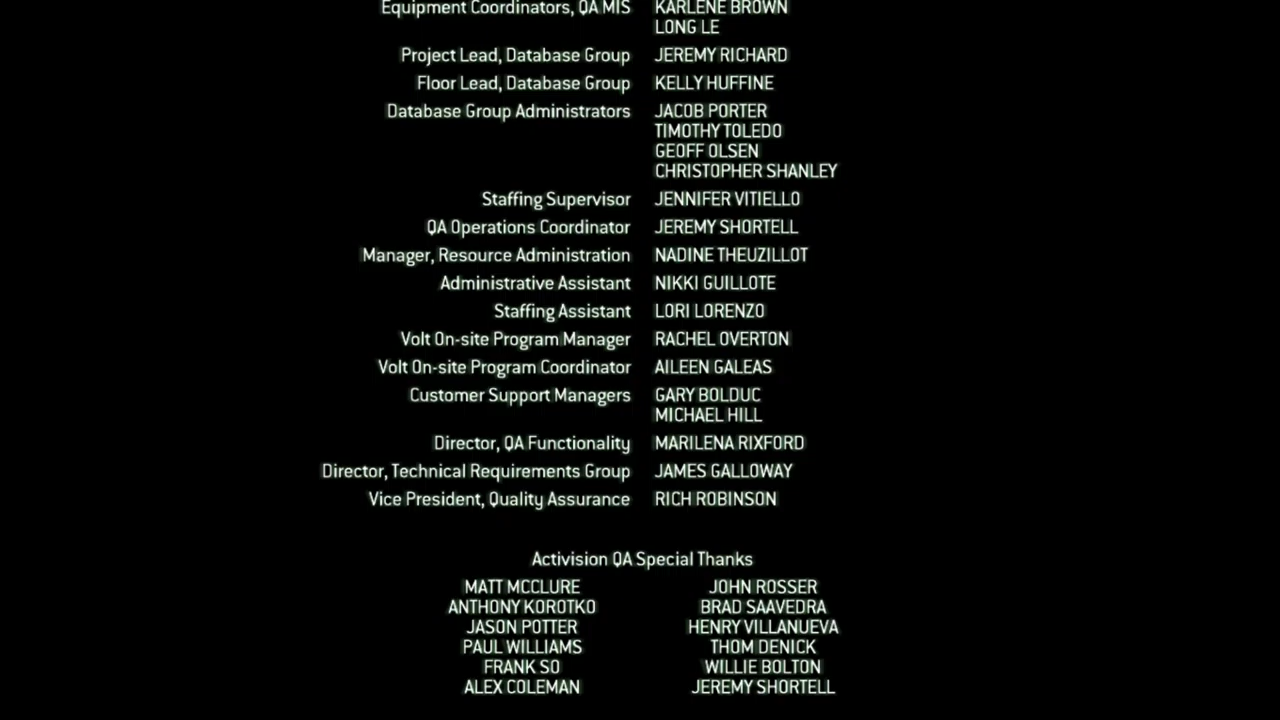 Equipment Coordinators, QA MIS KARLENE BROWN
LONG LE
Project Lead, Database Group JEREMY RICHARD
Floor Lead, Database Group KELLY HUFFINE
Database Group Administrators JACOB PORTER
TIMOTHY TOLEDO
GEOFF OLSEN
CHRISTOPHER SHANLEY
Staffing Supervisor JENNIFER VITIELLO
QA Operations Coordinator JEREMY SHORTELL
Manager, Resource Administration NADINE THEUZILLOT
Administrative Assistant NIKKI GUILLOTE
Staffing Assistant LORI LORENZO
Volt On-site Program Manager RACHEL OVERTON
Volt On-site Program Coordinator AILEEN GALEAS
Customer Support Managers GARY BOLDUC
MICHAEL HILL
Director, QA Functionality MARILENA RIXFORD
Director, Technical Requirements Group JAMES GALLOWAY
Vice President, Quality Assurance RICH ROBINSON
Activision QA Special Thanks
MATT MCCLURE JOHN ROSSER
ANTHONY KOROTKO BRAD SAAVEDRA
JASON POTTER HENRY VILLANUEVA
PAUL WILLIAMS THOM DENICK
FRANK SO WILLIE BOLTON
ALEX COLEMAN JEREMY SHORTELL